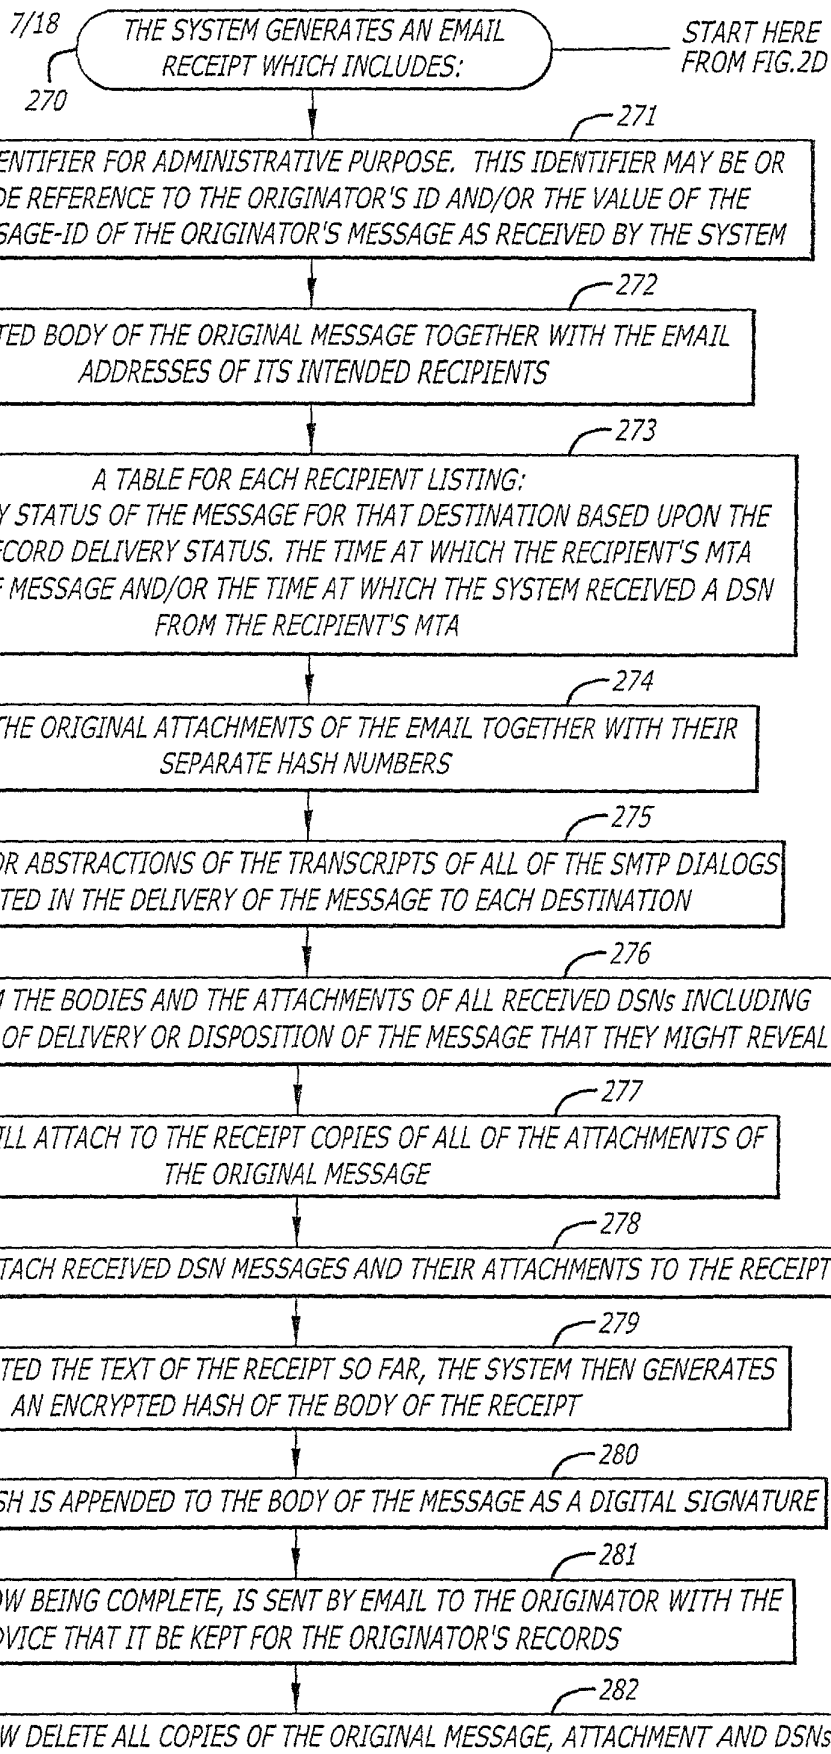 7/18
THE SYSTEM GENERATES AN EMAIL
RECEIPT WHICH INCLUDES:
START HERE
FROM FIG.2D
270
271
ENTIFIER FOR ADMINISTRATIVE PURPOSE. THIS IDENTIFIER MAY BE OR
DE REFERENCE TO THE ORIGINATOR'S ID AND/OR THE VALUE OF THE
SAGE-ID OF THE ORIGINATOR'S MESSAGE AS RECEIVED BY THE SYSTEM
272
TED BODY OF THE ORIGINAL MESSAGE TOGETHER WITH THE EMAIL
ADDRESSES OF ITS INTENDED RECIPIENTS
273
A TABLE FOR EACH RECIPIENT LISTING:
Y STATUS OF THE MESSAGE FOR THAT DESTINATION BASED UPON THE
ECORD DELIVERY STATUS. THE TIME AT WHICH THE RECIPIENT'S MTA
MESSAGE AND/OR THE TIME AT WHICH THE SYSTEM RECEIVED A DSN
FROM THE RECIPIENT'S MTA
274
THE ORIGINAL ATTACHMENTS OF THE EMAIL TOGETHER WITH THEIR
SEPARATE HASH NUMBERS
275
OR ABSTRACTIONS OF THE TRANSCRIPTS OF ALL OF THE SMTP DIALOGS
TED IN THE DELIVERY OF THE MESSAGE TO EACH DESTINATION
276
M THE BODIES AND THE ATTACHMENTS OF ALL RECEIVED DSNs INCLUDING
OF DELIVERY OR DISPOSITION OF THE MESSAGE THAT THEY MIGHT REVEAL
277
ILL ATTACH TO THE RECEIPT COPIES OF ALL OF THE ATTACHMENTS OF
THE ORIGINAL MESSAGE
278
TACH RECEIVED DSN MESSAGES AND THEIR ATTACHMENTS TO THE RECEIPT
279
TED THE TEXT OF THE RECEIPT SO FAR, THE SYSTEM THEN GENERATES
AN ENCRYPTED HASH OF THE BODY OF THE RECEIPT
280
SH IS APPENDED TO THE BODY OF THE MESSAGE AS A DIGITAL SIGNATURE
281
OW BEING COMPLETE, IS SENT BY EMAIL TO THE ORIGINATOR WITH THE
DVICE THAT IT BE KEPT FOR THE ORIGINATOR'S RECORDS
282
W DELETE ALL COPIES OF THE ORIGINAL MESSAGE, ATTACHMENT AND DSNs